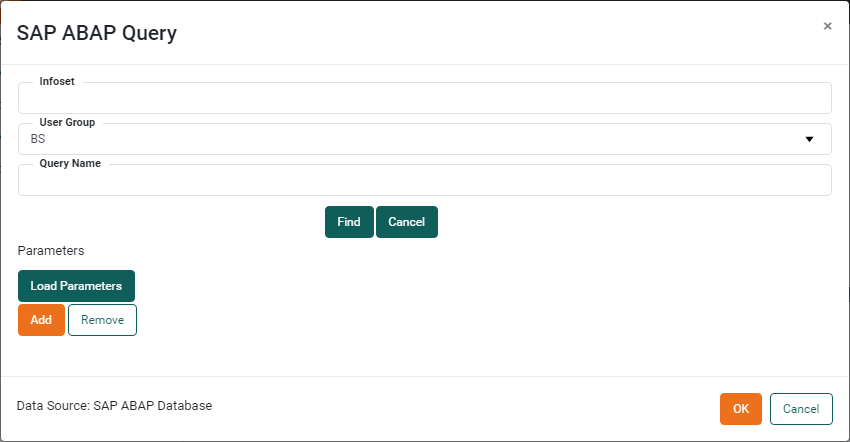 SAP ABAP Query
×
Infoset
User Group
BS
Query Name
Find Cancel
Parameters
Load Parameters
Add Remove
Data Source: SAP ABAP Database
OK Cancel